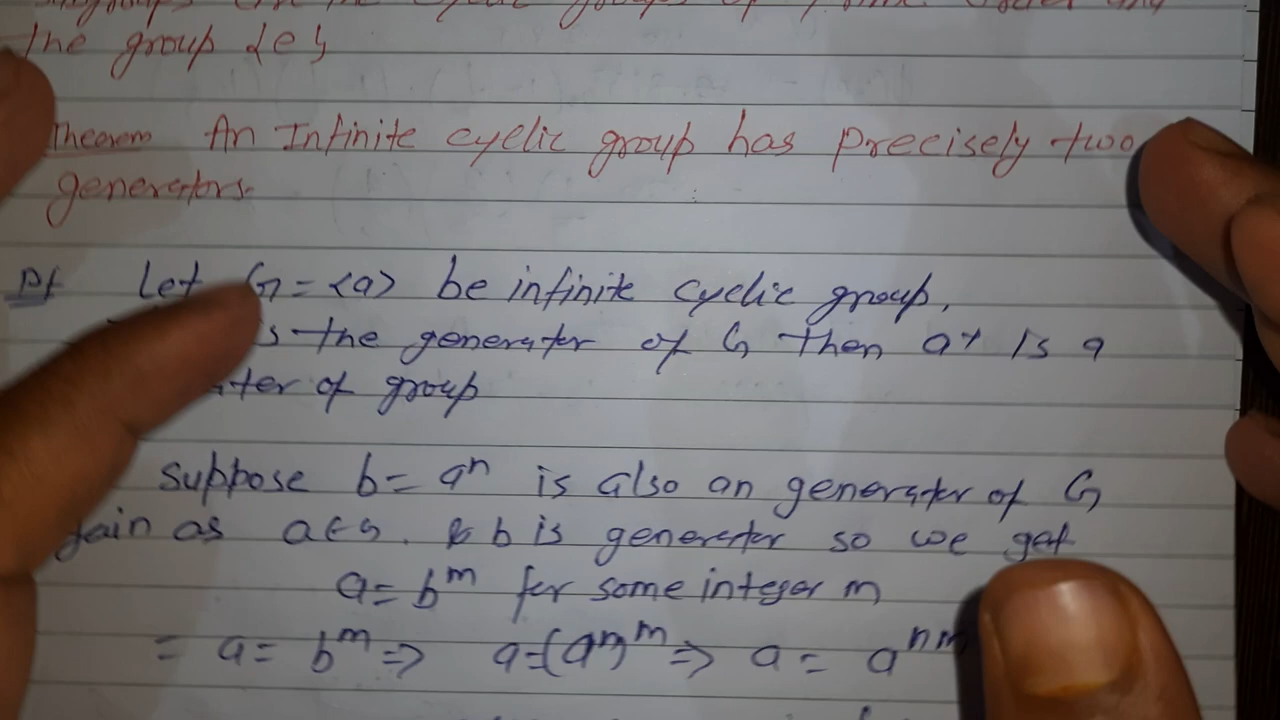 the group {e}
Theorem An Infinite cyclic group has Precisely two
generators.
Pf Let G = <a> be infinite cyclic group.
the generator of G then a⁻¹ is a
of group
Suppose b = aⁿ is also an generator of G
as a∈G. & b is generator so we get
a = bᵐ for some integer m
= a = bᵐ ⇒ a = (aⁿ)ᵐ ⇒ a = aⁿᵐ